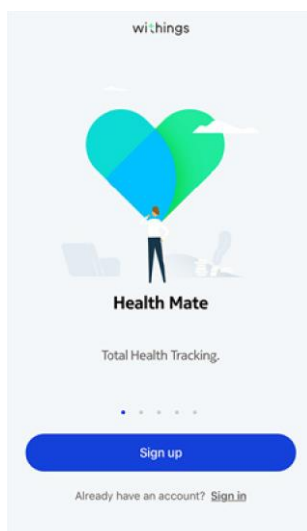 withings
Health Mate
Total Health Tracking.
Sign up
Already have an account? Sign in